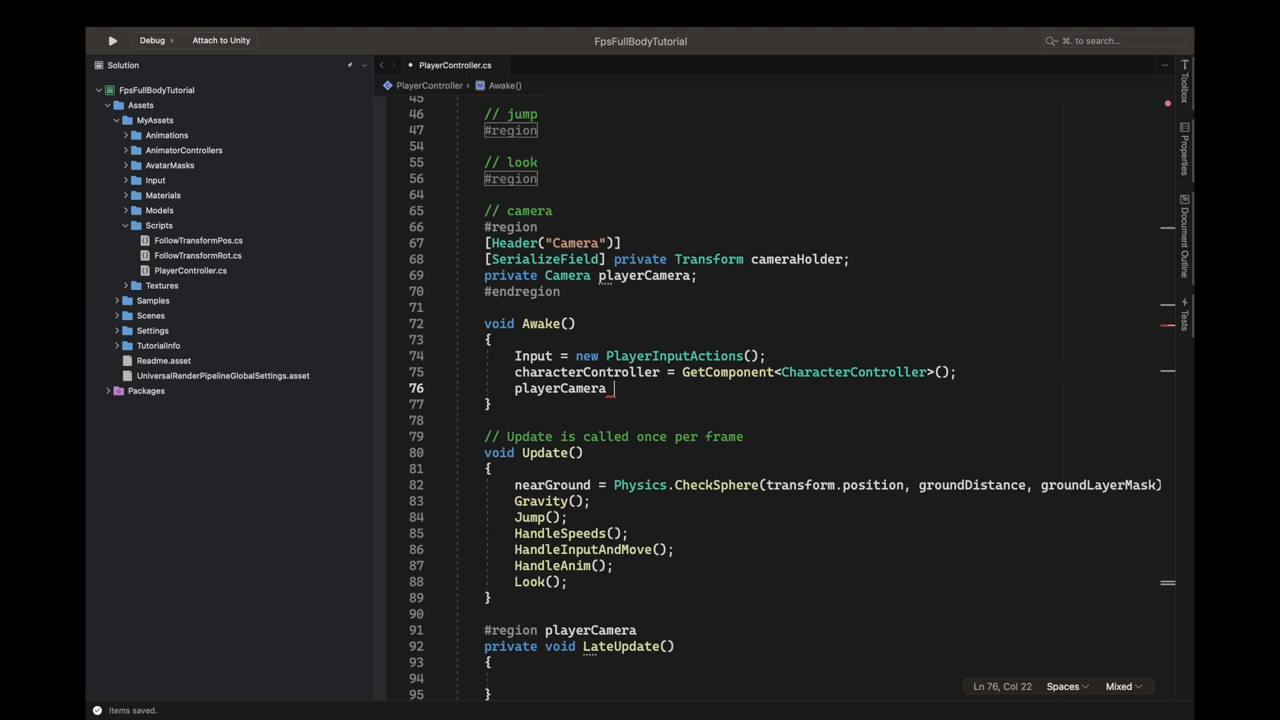 Debug
Attach to Unity
FpsFullBodyTutorial
⌘. to search...
Solution
FpsFullBodyTutorial
Assets
MyAssets
Animations
AnimatorControllers
AvatarMasks
Input
Materials
Models
Scripts
FollowTransformPos.cs
FollowTransformRot.cs
PlayerController.cs
Textures
Samples
Scenes
Settings
TutorialInfo
Readme.asset
UniversalRenderPipelineGlobalSettings.asset
Packages
PlayerController.cs
PlayerController › Awake()
45
46 // jump
47 #region
54
55 // look
56 #region
64
65 // camera
66 #region
67 [Header("Camera")]
68 [SerializeField] private Transform cameraHolder;
69 private Camera playerCamera;
70 #endregion
71
72 void Awake()
73 {
74 Input = new PlayerInputActions();
75 characterController = GetComponent<CharacterController>();
76 playerCamera
77 }
78
79 // Update is called once per frame
80 void Update()
81 {
82 nearGround = Physics.CheckSphere(transform.position, groundDistance, groundLayerMask)
83 Gravity();
84 Jump();
85 HandleSpeeds();
86 HandleInputAndMove();
87 HandleAnim();
88 Look();
89 }
90
91 #region playerCamera
92 private void LateUpdate()
93 {
94
95 }
Toolbox
Properties
Document Outline
Tests
Ln 76, Col 22
Spaces
Mixed
Items saved.